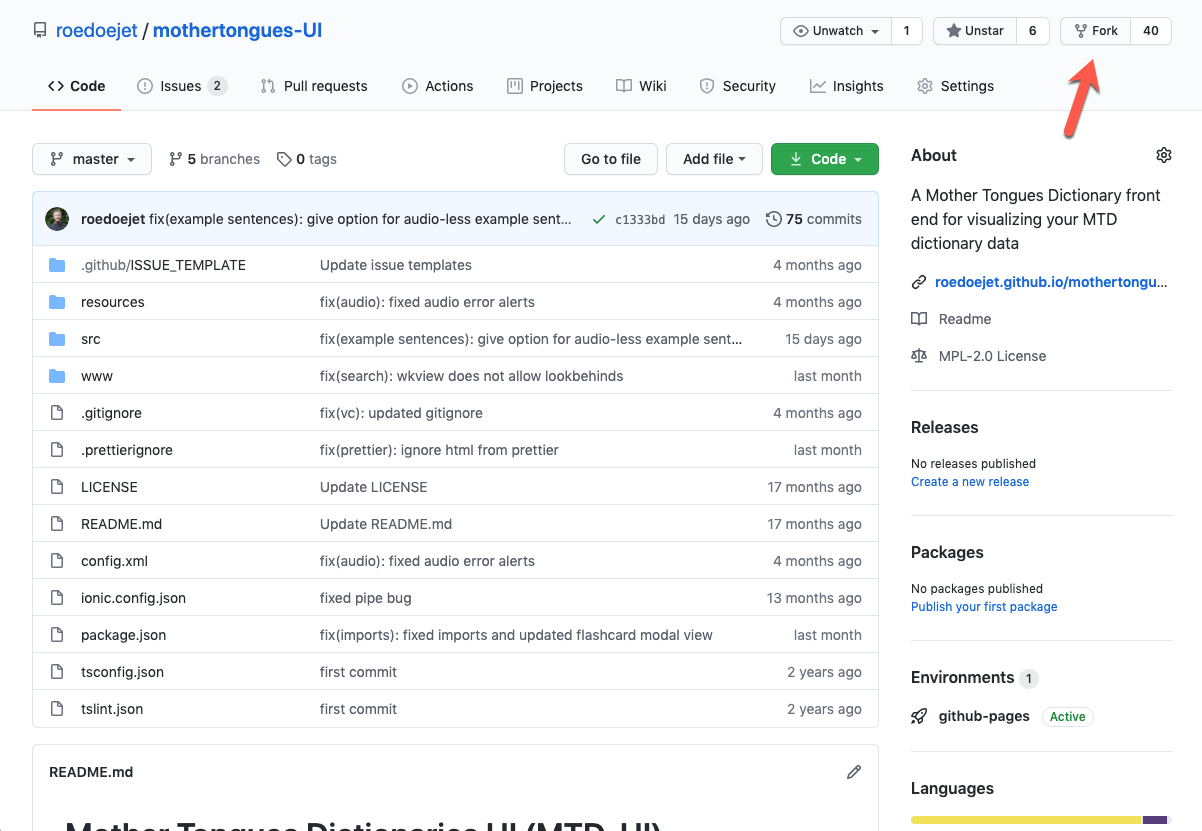 roedoejet / mothertongues-UI
Unwatch 1 Unstar 6 Fork 40
Code Issues 2 Pull requests Actions Projects Wiki Security Insights Settings
master 5 branches 0 tags Go to file Add file Code
roedoejet fix(example sentences): give option for audio-less example sent... c1333bd 15 days ago 75 commits
.github/ISSUE_TEMPLATE Update issue templates 4 months ago
resources fix(audio): fixed audio error alerts 4 months ago
src fix(example sentences): give option for audio-less example sent... 15 days ago
www fix(search): wkview does not allow lookbehinds last month
.gitignore fix(vc): updated gitignore 4 months ago
.prettierignore fix(prettier): ignore html from prettier last month
LICENSE Update LICENSE 17 months ago
README.md Update README.md 17 months ago
config.xml fix(audio): fixed audio error alerts 4 months ago
ionic.config.json fixed pipe bug 13 months ago
package.json fix(imports): fixed imports and updated flashcard modal view last month
tsconfig.json first commit 2 years ago
tslint.json first commit 2 years ago
README.md
Mother Tongues Dictionaries UI (MTD-UI)
About
A Mother Tongues Dictionary front
end for visualizing your MTD
dictionary data
roedoejet.github.io/mothertongu...
Readme
MPL-2.0 License
Releases
No releases published
Create a new release
Packages
No packages published
Publish your first package
Environments 1
github-pages Active
Languages